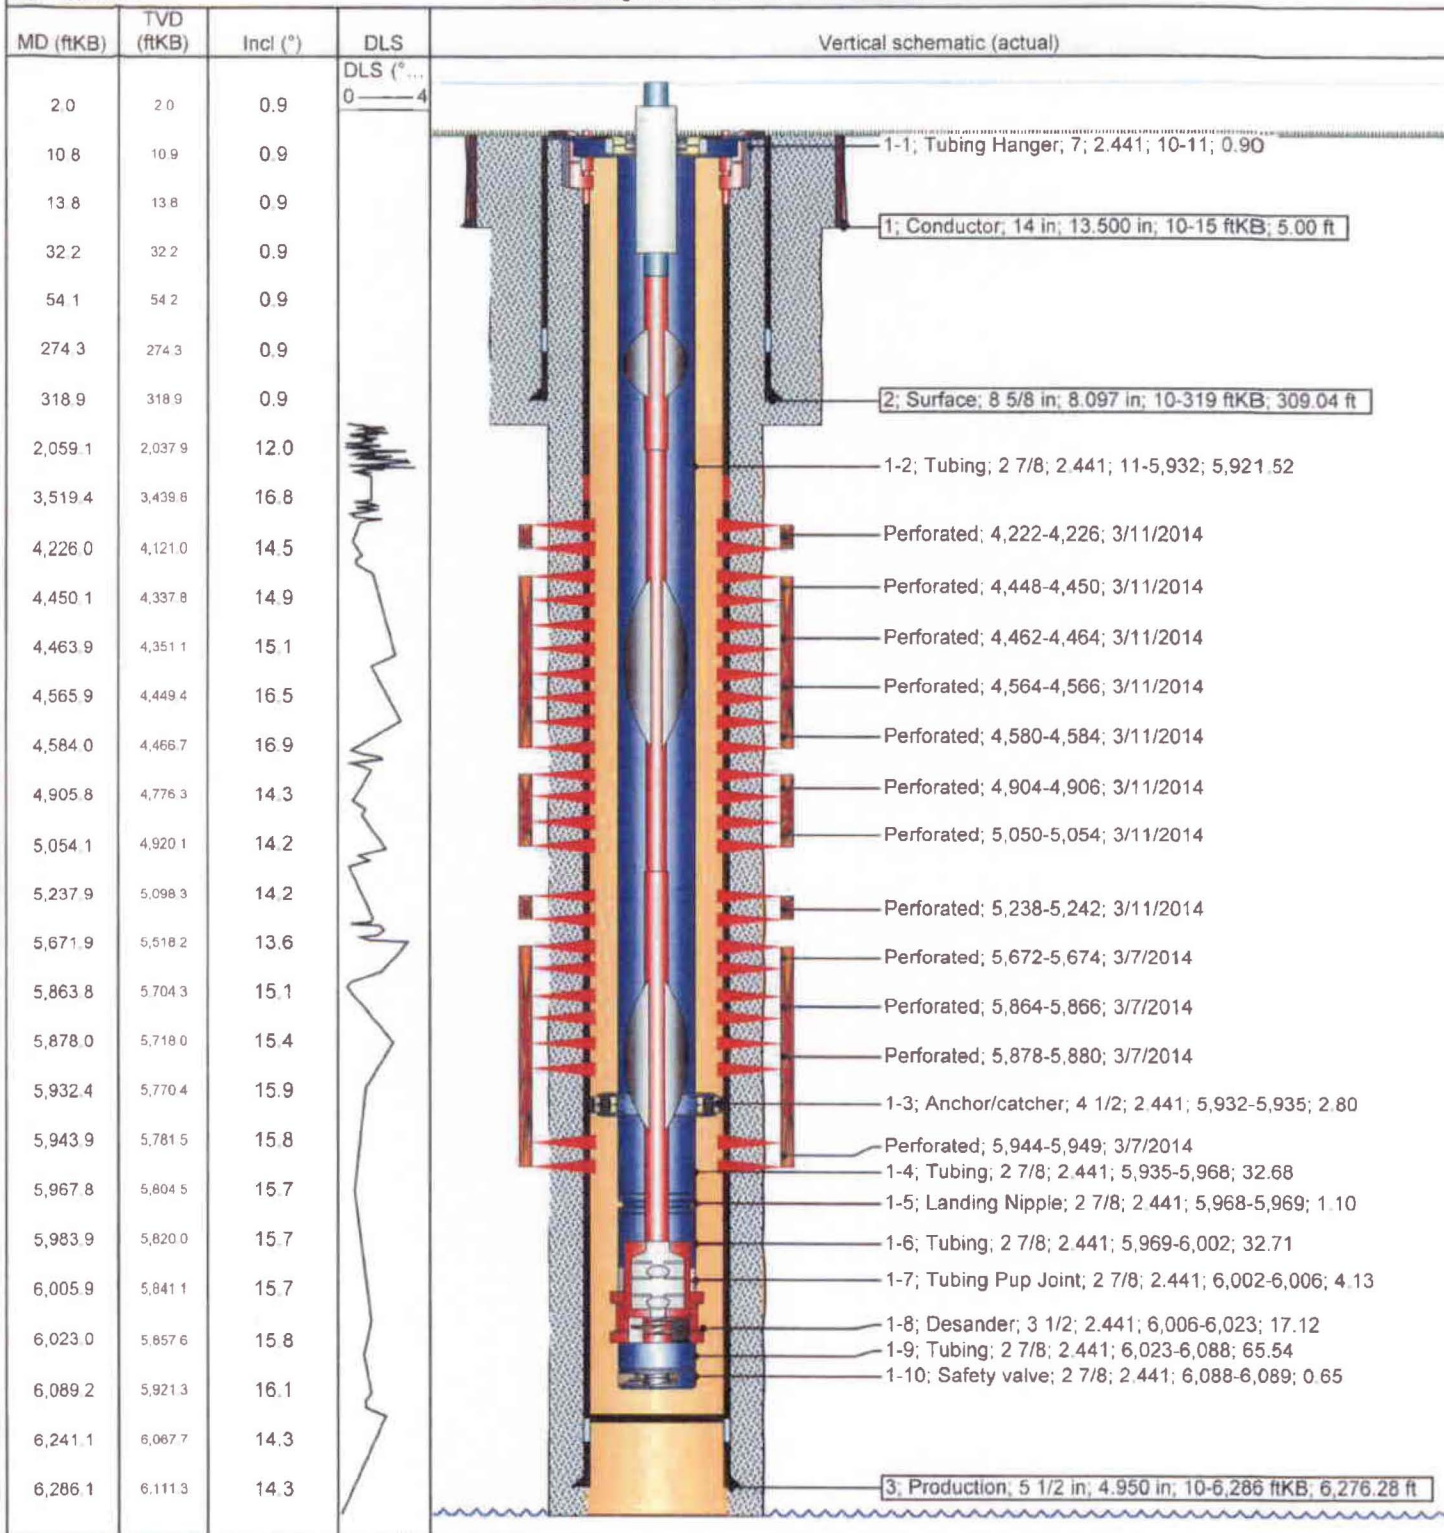 MD (ftKB) TVD (ftKB) Incl (°) DLS Vertical schematic (actual)
DLS (°...
0 4
2.0 2.0 0.9
10.8 10.9 0.9
1-1; Tubing Hanger; 7; 2.441; 10-11; 0.90
13.8 13.8 0.9
1; Conductor; 14 in; 13.500 in; 10-15 ftKB; 5.00 ft
32.2 32.2 0.9
54.1 54.2 0.9
274.3 274.3 0.9
318.9 318.9 0.9
2; Surface; 8 5/8 in; 8.097 in; 10-319 ftKB; 309.04 ft
2,059.1 2,037.9 12.0
1-2; Tubing; 2 7/8; 2.441; 11-5,932; 5,921.52
3,519.4 3,439.8 16.8
Perforated; 4,222-4,226; 3/11/2014
4,226.0 4,121.0 14.5
Perforated; 4,448-4,450; 3/11/2014
4,450.1 4,337.8 14.9
Perforated; 4,462-4,464; 3/11/2014
4,463.9 4,351.1 15.1
Perforated; 4,564-4,566; 3/11/2014
4,565.9 4,449.4 16.5
Perforated; 4,580-4,584; 3/11/2014
4,584.0 4,466.7 16.9
Perforated; 4,904-4,906; 3/11/2014
4,905.8 4,776.3 14.3
Perforated; 5,050-5,054; 3/11/2014
5,054.1 4,920.1 14.2
5,237.9 5,098.3 14.2
Perforated; 5,238-5,242; 3/11/2014
5,671.9 5,518.2 13.6
Perforated; 5,672-5,674; 3/7/2014
5,863.8 5,704.3 15.1
Perforated; 5,864-5,866; 3/7/2014
5,878.0 5,718.0 15.4
Perforated; 5,878-5,880; 3/7/2014
5,932.4 5,770.4 15.9
1-3; Anchor/catcher; 4 1/2; 2.441; 5,932-5,935; 2.80
5,943.9 5,781.5 15.8
Perforated; 5,944-5,949; 3/7/2014
1-4; Tubing; 2 7/8; 2.441; 5,935-5,968; 32.68
5,967.8 5,804.5 15.7
1-5; Landing Nipple; 2 7/8; 2.441; 5,968-5,969; 1.10
5,983.9 5,820.0 15.7
1-6; Tubing; 2 7/8; 2.441; 5,969-6,002; 32.71
1-7; Tubing Pup Joint; 2 7/8; 2.441; 6,002-6,006; 4.13
6,005.9 5,841.1 15.7
1-8; Desander; 3 1/2; 2.441; 6,006-6,023; 17.12
6,023.0 5,857.6 15.8
1-9; Tubing; 2 7/8; 2.441; 6,023-6,088; 65.54
1-10; Safety valve; 2 7/8; 2.441; 6,088-6,089; 0.65
6,089.2 5,921.3 16.1
6,241.1 6,067.7 14.3
6,286.1 6,111.3 14.3
3; Production; 5 1/2 in; 4.950 in; 10-6,286 ftKB; 6,276.28 ft